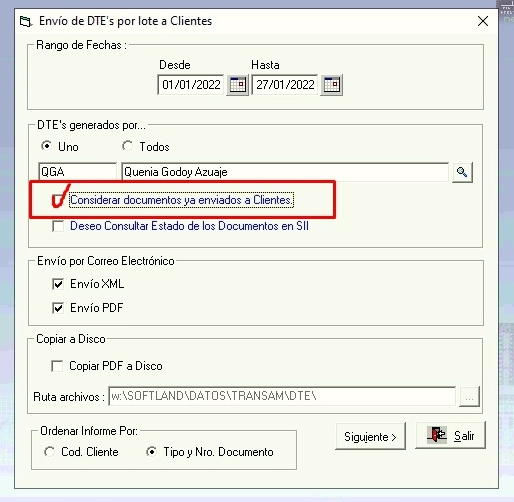 Envío de DTE's por lote a Clientes
Rango de Fechas :
Desde Hasta
01/01/2022 27/01/2022
DTE's generados por...
Uno Todos
QGA Quenia Godoy Azuaje
Considerar documentos ya enviados a Clientes.
Deseo Consultar Estado de los Documentos en SII
Envío por Correo Electrónico
Envío XML
Envío PDF
Copiar a Disco
Copiar PDF a Disco
Ruta archivos : w:\SOFTLAND\DATOS\TRANSAM\DTE\ ...
Ordenar Informe Por:
Cod. Cliente Tipo y Nro. Documento
Siguiente > Salir